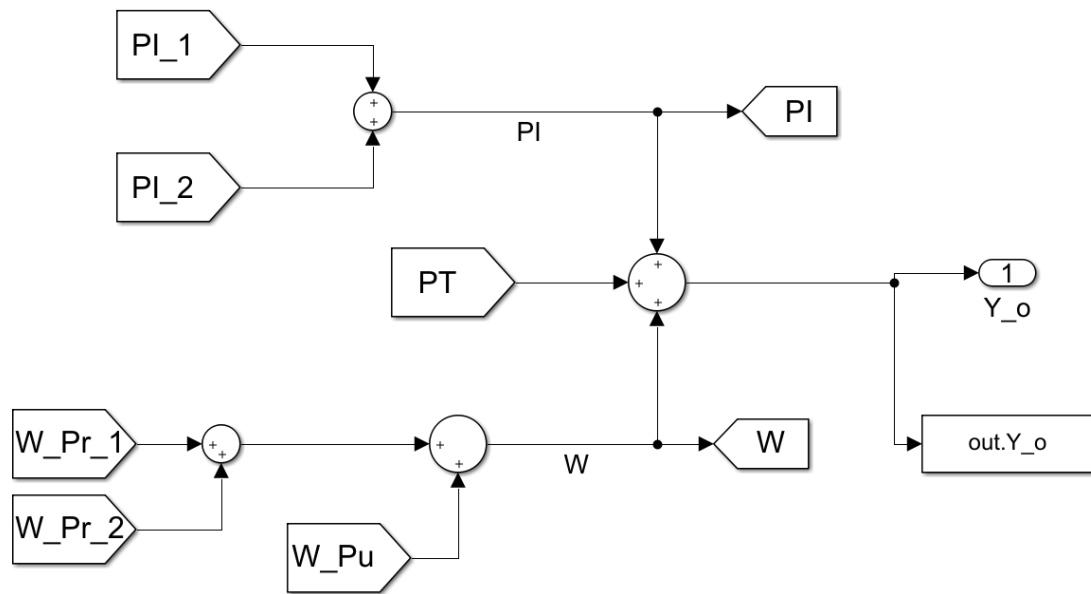 PI_1
+
+
PI
PI
PI_2
PT
+
+
+
1
Y_o
W_Pr_1
+
+
+
+
W
W
out.Y_o
W_Pr_2
W_Pu